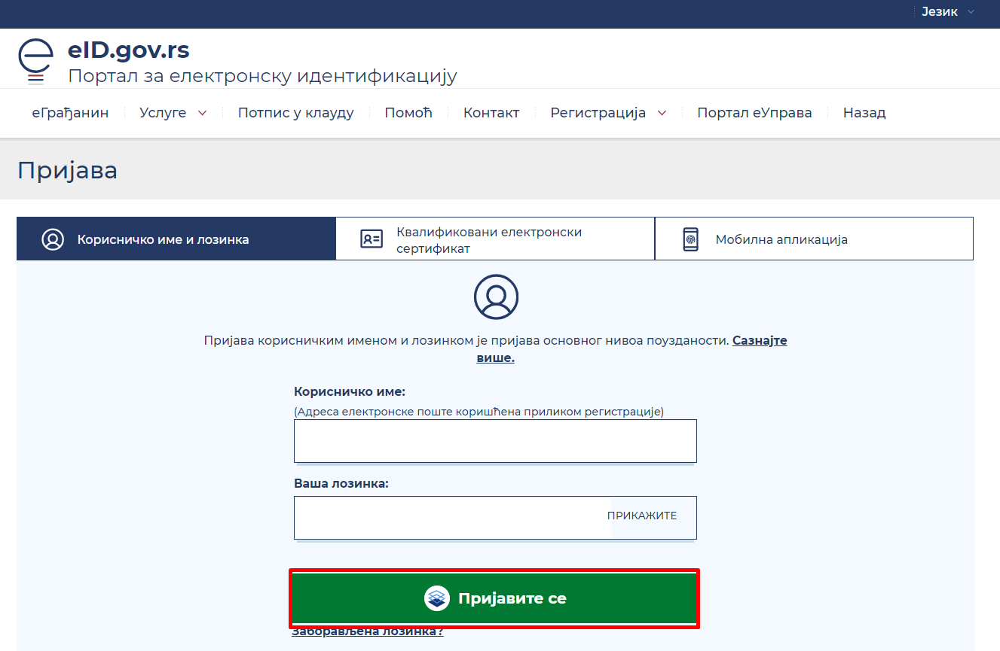 Језик
eID.gov.rs
Портал за електронску идентификацију
еГрађанин Услуге Потпис у клауду Помоћ Контакт Регистрација Портал еУправа Назад
Пријава
Корисничко име и лозинка
Квалификовани електронски
сертификат
Мобилна апликација
Пријава корисничким именом и лозинком је пријава основног нивоа поузданости. Сазнајте
више.
Корисничко име:
(Адреса електронске поште коришћена приликом регистрације)
Ваша лозинка:
ПРИКАЖИТЕ
Пријавите се
Заборављена лозинка?